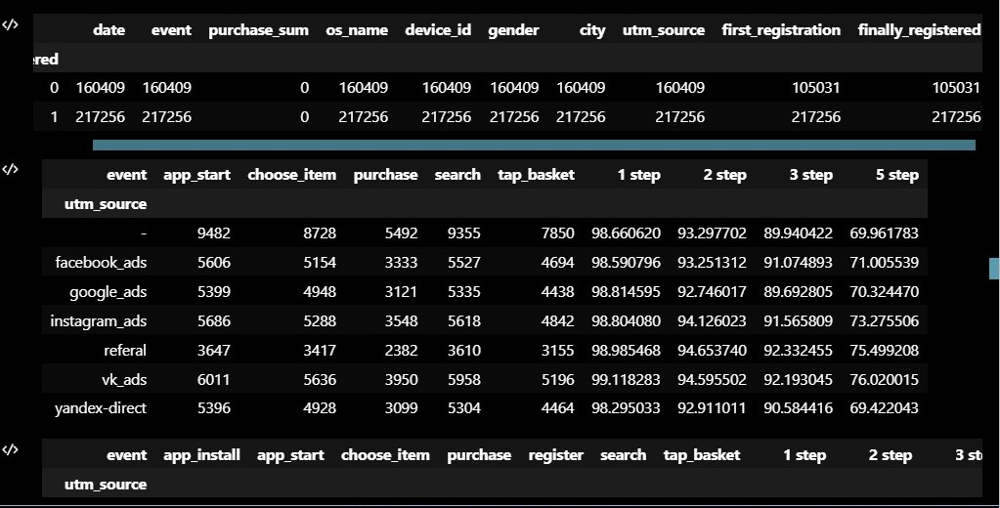 date event purchase_sum os_name device_id gender city utm_source first_registration finally_registered
ered
0 160409 160409 0 160409 160409 160409 160409 160409 105031 105031
1 217256 217256 0 217256 217256 217256 217256 217256 217256 217256
event app_start choose_item purchase search tap_basket 1 step 2 step 3 step 5 step
utm_source
- 9482 8728 5492 9355 7850 98.660620 93.297702 89.940422 69.961783
facebook_ads 5606 5154 3333 5527 4694 98.590796 93.251312 91.074893 71.005539
google_ads 5399 4948 3121 5335 4438 98.814595 92.746017 89.692805 70.324470
instagram_ads 5686 5288 3548 5618 4842 98.804080 94.126023 91.565809 73.275506
referal 3647 3417 2382 3610 3155 98.985468 94.653740 92.332455 75.499208
vk_ads 6011 5636 3950 5958 5196 99.118283 94.595502 92.193045 76.020015
yandex-direct 5396 4928 3099 5304 4464 98.295033 92.911011 90.584416 69.422043
event app_install app_start choose_item purchase register search tap_basket 1 step 2 step 3 st
utm_source